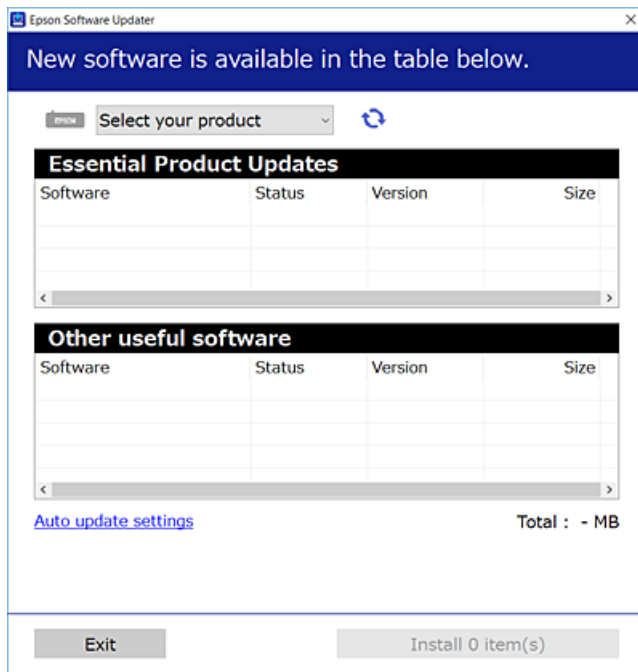 Epson Software Updater
New software is available in the table below.
EPSON Select your product
Essential Product Updates
Software Status Version Size
Other useful software
Software Status Version Size
Auto update settings Total : - MB
Exit Install 0 item(s)